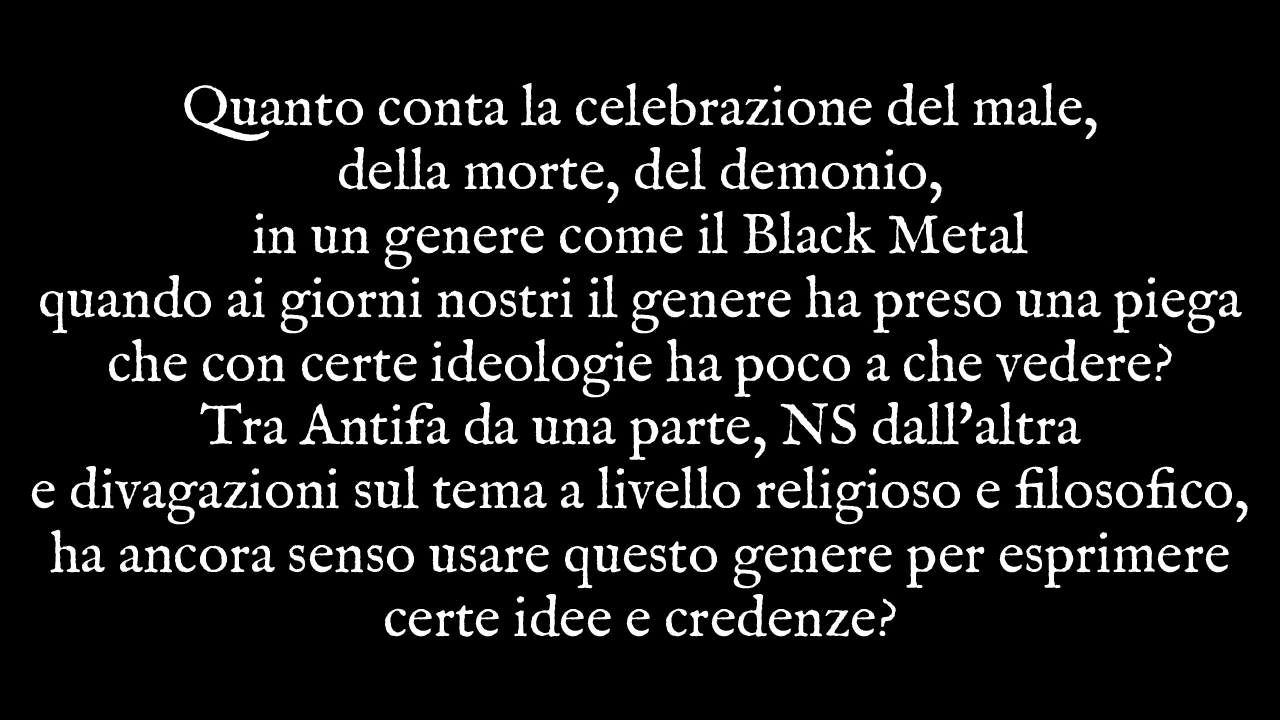 Quanto conta la celebrazione del male,
della morte, del demonio,
in un genere come il Black Metal
quando ai giorni nostri il genere ha preso una piega
che con certe ideologie ha poco a che vedere?
Tra Antifa da una parte, NS dall'altra
e divagazioni sul tema a livello religioso e filosofico,
ha ancora senso usare questo genere per esprimere
certe idee e credenze?